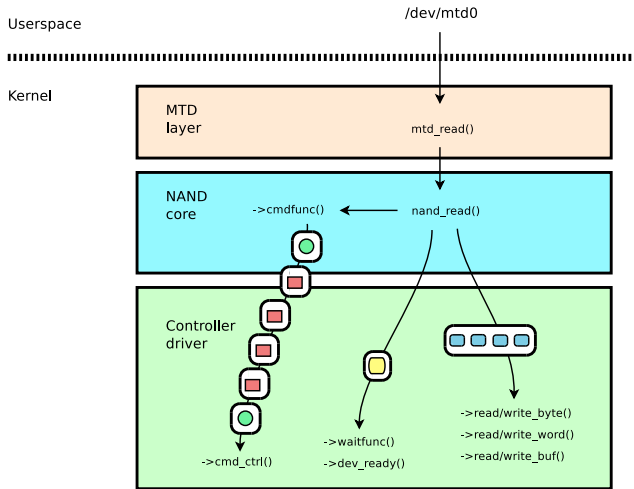 /dev/mtd0
Userspace
Kernel
MTD
layer
mtd_read()
NAND
core
->cmdfunc()
nand_read()
Controller
driver
->read/write_byte()
->waitfunc()
->read/write_word()
->cmd_ctrl()
->dev_ready()
->read/write_buf()